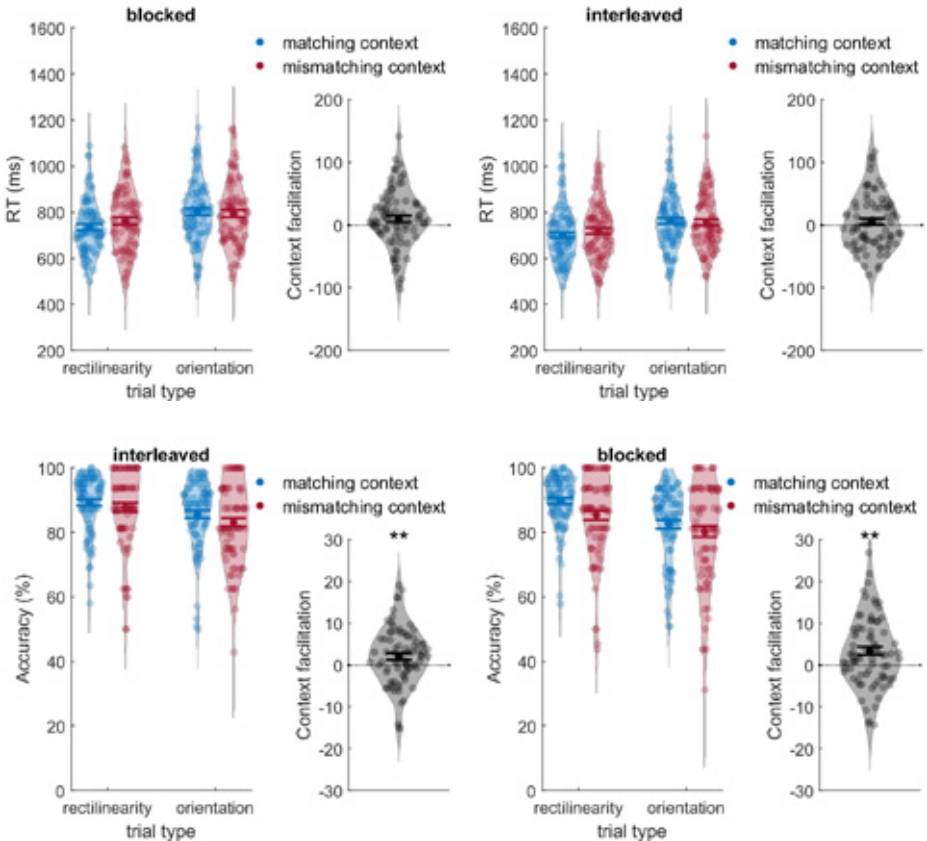 blocked
1600
1400
1200
1000
800
600
400
200
RT (ms)
rectilinearity orientation
trial type
matching context
mismatching context
200
100
0
-100
-200
Context facilitation
interleaved
1600
1400
1200
1000
800
600
400
200
RT (ms)
rectilinearity orientation
trial type
matching context
mismatching context
200
100
0
-100
-200
Context facilitation
interleaved
100
80
60
40
20
0
Accuracy (%)
rectilinearity orientation
trial type
matching context
mismatching context
★★
30
20
10
0
-10
-20
-30
Context facilitation
blocked
100
80
60
40
20
0
Accuracy (%)
rectilinearity orientation
trial type
matching context
mismatching context
★★
30
20
10
0
-10
-20
-30
Context facilitation